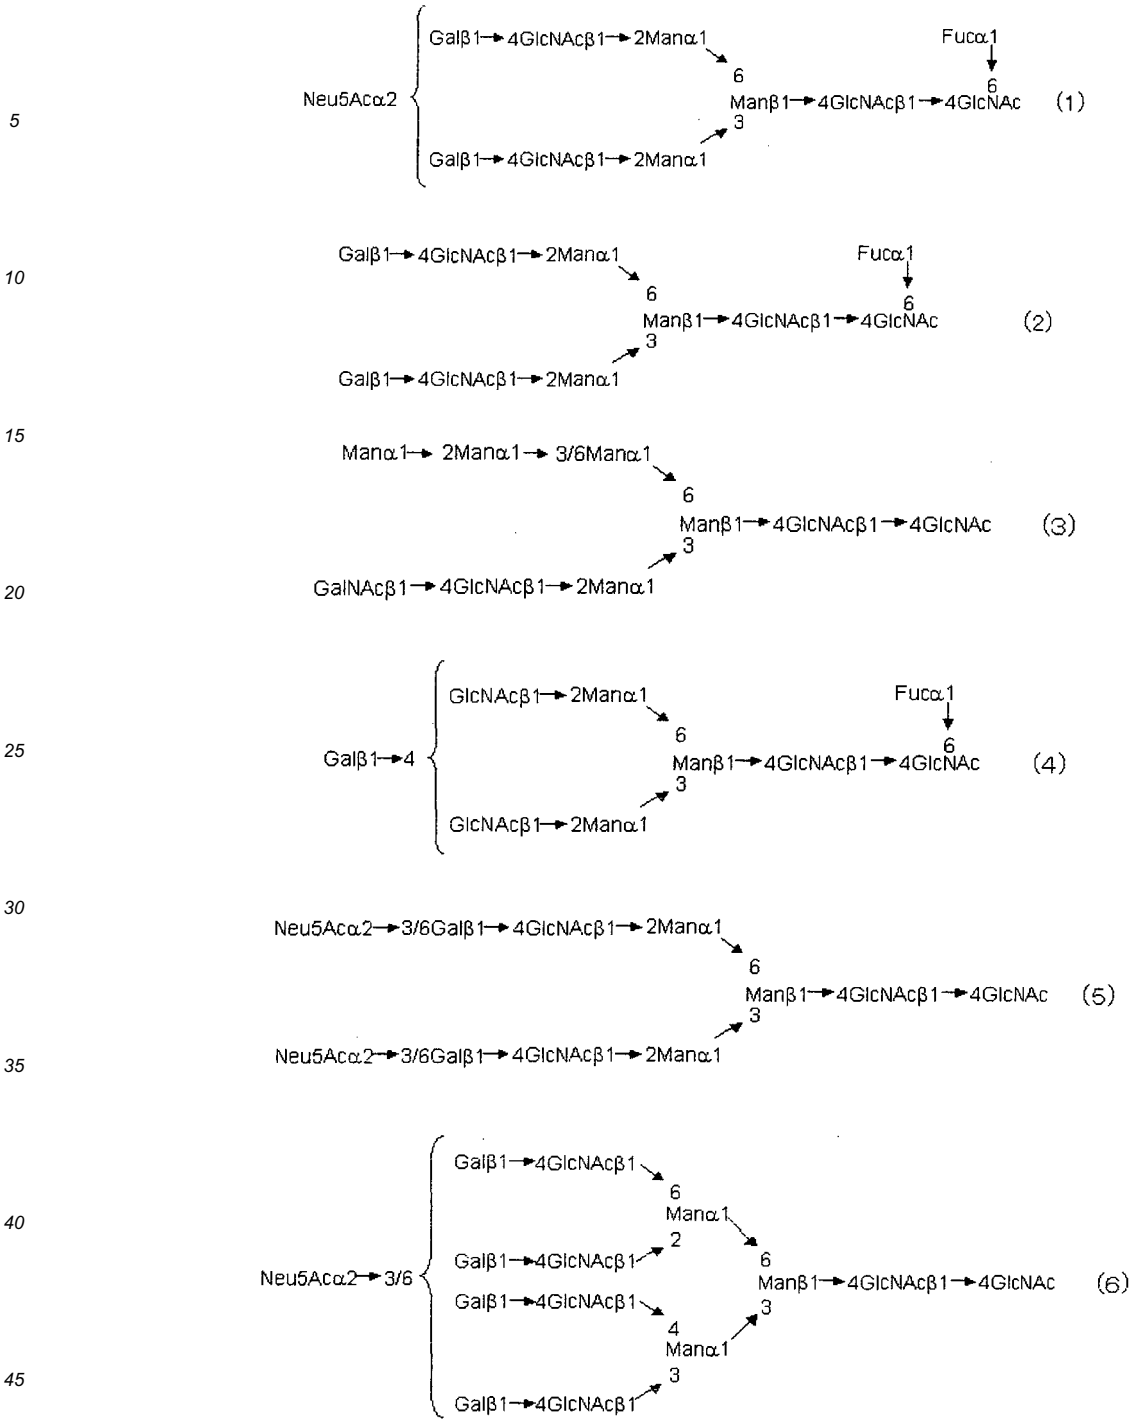 Galβ1→4GlcNAcβ1→2Manα1 Fucα1
6 6
Neu5Acα2 Manβ1→4GlcNAcβ1→4GlcNAc (1)
5 3
Galβ1→4GlcNAcβ1→2Manα1
Galβ1→4GlcNAcβ1→2Manα1 Fucα1
10
6 6
Manβ1→4GlcNAcβ1→4GlcNAc (2)
3
Galβ1→4GlcNAcβ1→2Manα1
15
Manα1→2Manα1→3/6Manα1
6
Manβ1→4GlcNAcβ1→4GlcNAc (3)
3
GalNAcβ1→4GlcNAcβ1→2Manα1
20
GlcNAcβ1→2Manα1 Fucα1
6 6
25
Galβ1→4 Manβ1→4GlcNAcβ1→4GlcNAc (4)
3
GlcNAcβ1→2Manα1
30
Neu5Acα2→3/6Galβ1→4GlcNAcβ1→2Manα1
6
Manβ1→4GlcNAcβ1→4GlcNAc (5)
3
Neu5Acα2→3/6Galβ1→4GlcNAcβ1→2Manα1
35
Galβ1→4GlcNAcβ1
6
Manα1
40
2
Galβ1→4GlcNAcβ1 6
Neu5Acα2→3/6 Manβ1→4GlcNAcβ1→4GlcNAc (6)
Galβ1→4GlcNAcβ1 3
4
Manα1
3
45
Galβ1→4GlcNAcβ1